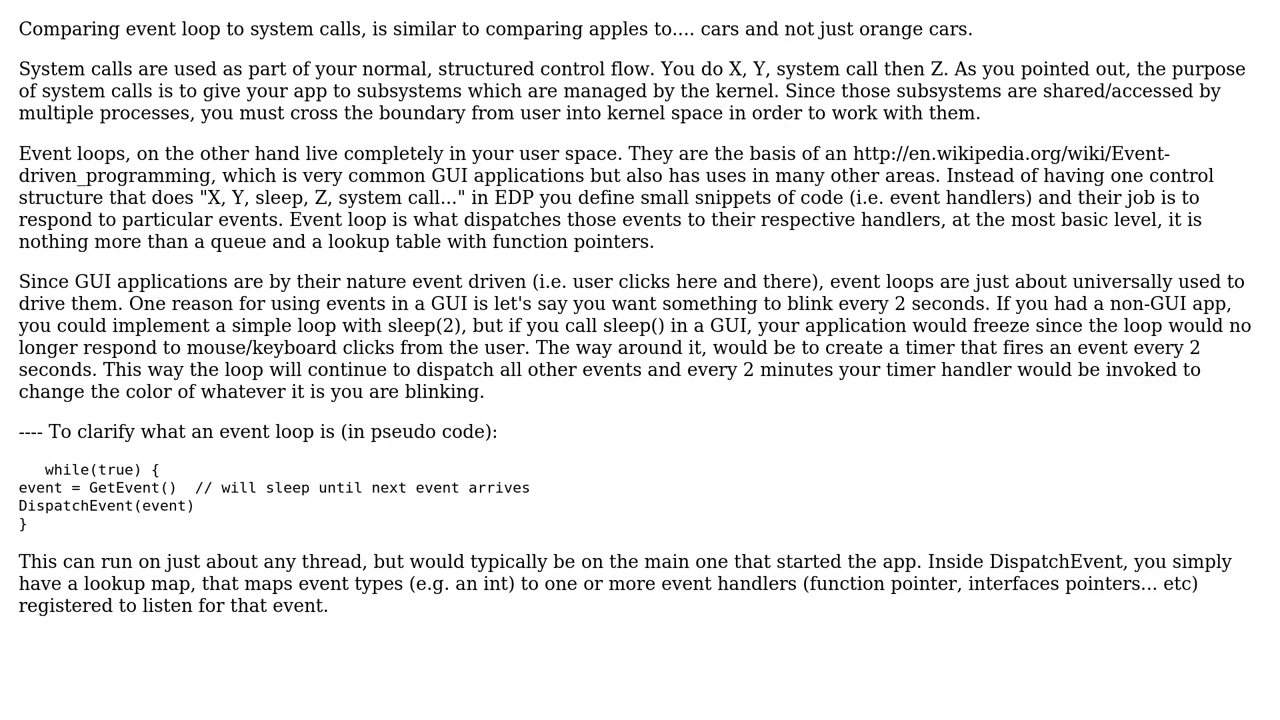 Comparing event loop to system calls, is similar to comparing apples to.... cars and not just orange cars.
System calls are used as part of your normal, structured control flow. You do X, Y, system call then Z. As you pointed out, the purpose
of system calls is to give your app to subsystems which are managed by the kernel. Since those subsystems are shared/accessed by
multiple processes, you must cross the boundary from user into kernel space in order to work with them.
Event loops, on the other hand live completely in your user space. They are the basis of an http://en.wikipedia.org/wiki/Event-
driven_programming, which is very common GUI applications but also has uses in many other areas. Instead of having one control
structure that does "X, Y, sleep, Z, system call..." in EDP you define small snippets of code (i.e. event handlers) and their job is to
respond to particular events. Event loop is what dispatches those events to their respective handlers, at the most basic level, it is
nothing more than a queue and a lookup table with function pointers.
Since GUI applications are by their nature event driven (i.e. user clicks here and there), event loops are just about universally used to
drive them. One reason for using events in a GUI is let's say you want something to blink every 2 seconds. If you had a non-GUI app,
you could implement a simple loop with sleep(2), but if you call sleep() in a GUI, your application would freeze since the loop would no
longer respond to mouse/keyboard clicks from the user. The way around it, would be to create a timer that fires an event every 2
seconds. This way the loop will continue to dispatch all other events and every 2 minutes your timer handler would be invoked to
change the color of whatever it is you are blinking.
---- To clarify what an event loop is (in pseudo code):
while(true) {
event = GetEvent()  // will sleep until next event arrives
DispatchEvent(event)
}
This can run on just about any thread, but would typically be on the main one that started the app. Inside DispatchEvent, you simply
have a lookup map, that maps event types (e.g. an int) to one or more event handlers (function pointer, interfaces pointers... etc)
registered to listen for that event.